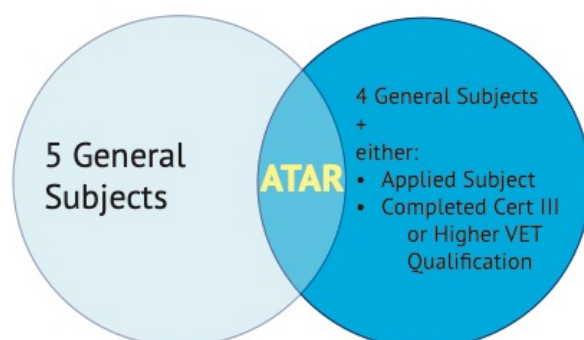 5 General
Subjects
ATAR
4 General Subjects
+
either:
• Applied Subject
• Completed Cert III
or Higher VET
Qualification